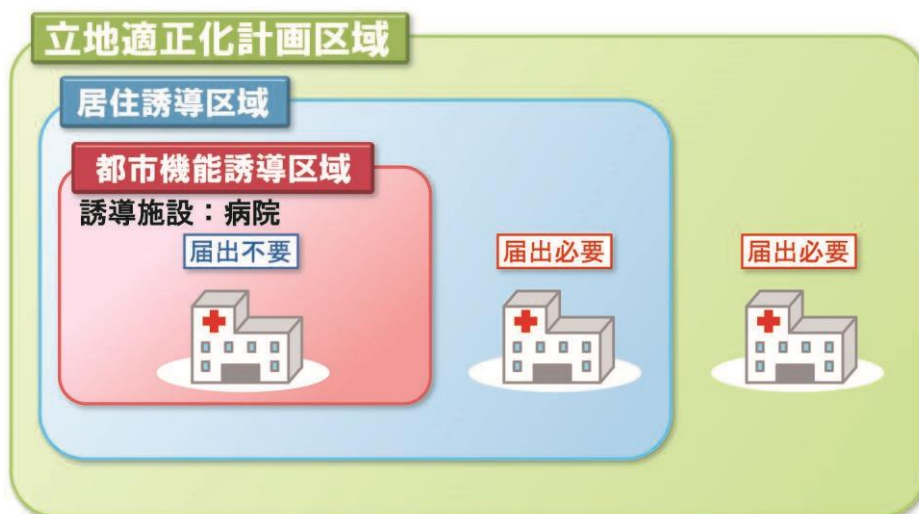 立地適正化計画区域
居住誘導区域
都市機能誘導区域
誘導施設：病院
届出不要
届出必要
届出必要